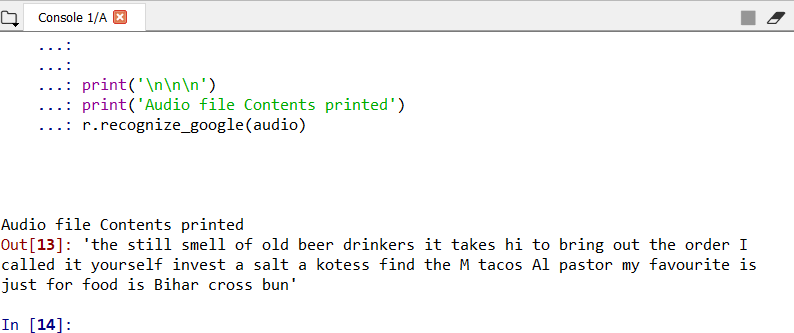 Console 1/A
...:
...:
...: print('\n\n\n')
...: print('Audio file Contents printed')
...: r.recognize_google(audio)
Audio file Contents printed
Out[13]: 'the still smell of old beer drinkers it takes hi to bring out the order I
called it yourself invest a salt a kotess find the M tacos Al pastor my favourite is
just for food is Bihar cross bun'
In [14]: